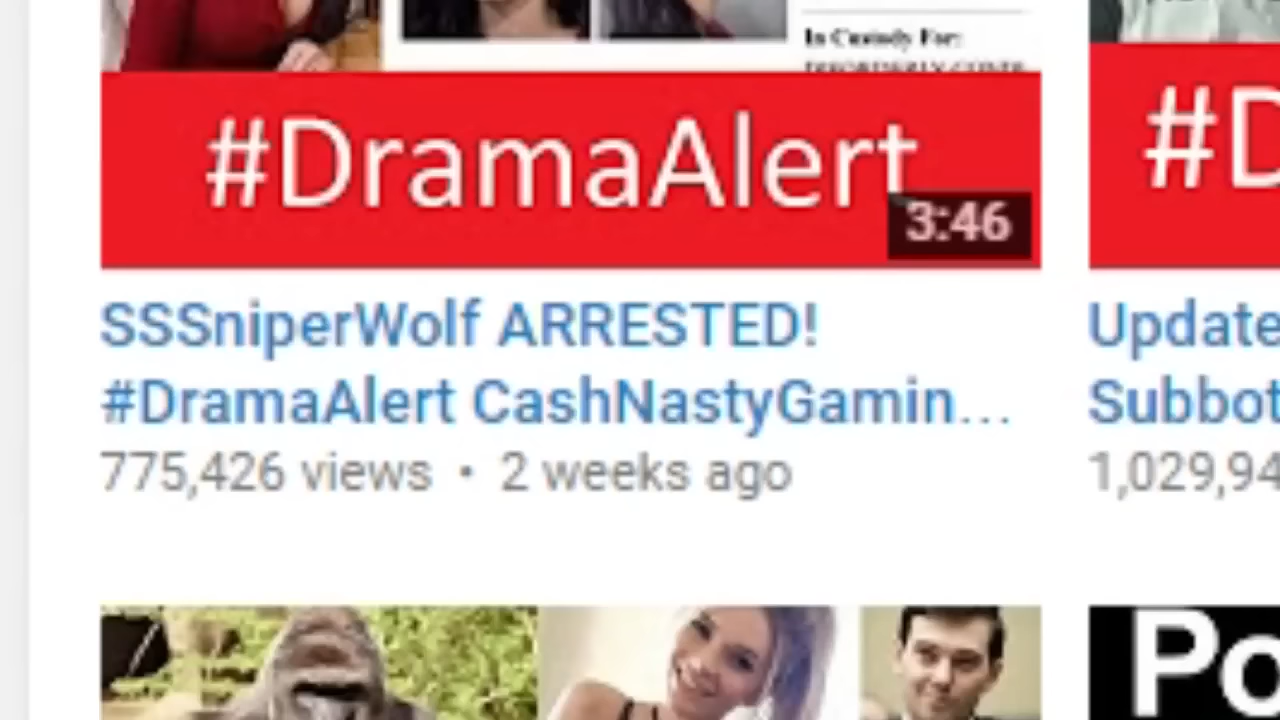 In Custody For:
#DramaAlert
#D
3:46
SSSniperWolf ARRESTED!
#DramaAlert CashNastyGamin...
775,426 views • 2 weeks ago
Update
Subbot
1,029,94
Po